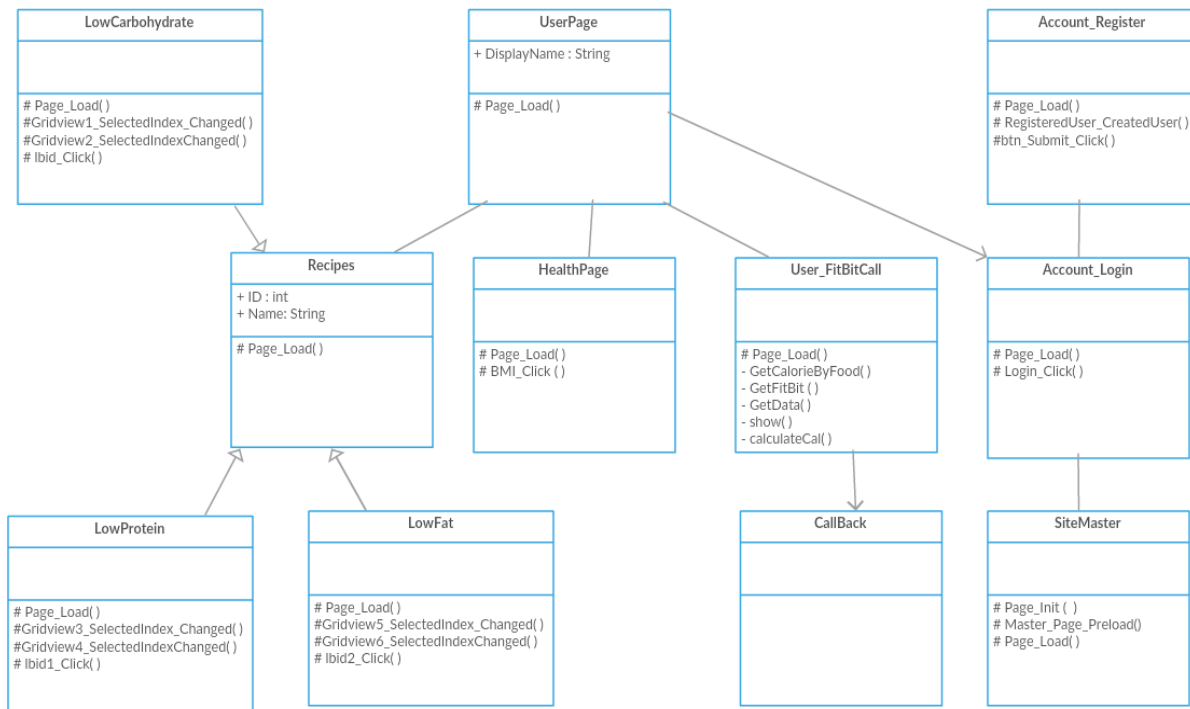 LowCarbohydrate
# Page_Load( )
#Gridview1_SelectedIndex_Changed( )
#Gridview2_SelectedIndexChanged( )
# lbid_Click( )
UserPage
+ DisplayName : String
# Page_Load( )
Account_Register
# Page_Load( )
# RegisteredUser_CreatedUser( )
#btn_Submit_Click( )
Recipes
+ ID : int
+ Name: String
# Page_Load( )
HealthPage
# Page_Load( )
# BMI_Click ( )
User_FitBitCall
# Page_Load( )
- GetCalorieByFood( )
- GetFitBit ( )
- GetData( )
- show( )
- calculateCal( )
Account_Login
# Page_Load( )
# Login_Click( )
LowProtein
# Page_Load( )
#Gridview3_SelectedIndex_Changed( )
#Gridview4_SelectedIndexChanged( )
# lbid1_Click( )
LowFat
# Page_Load( )
#Gridview5_SelectedIndex_Changed( )
#Gridview6_SelectedIndexChanged( )
# lbid2_Click( )
CallBack
SiteMaster
# Page_Init ( )
# Master_Page_Preload()
# Page_Load( )